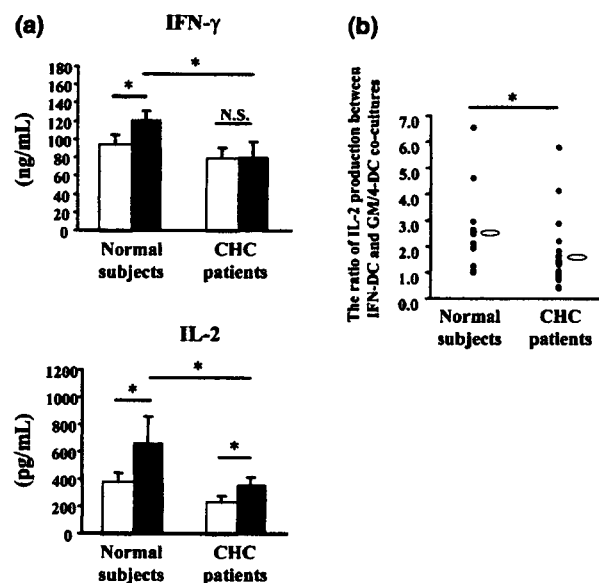 (a)
IFN-γ
(ng/mL)
180
160
140
120
100
80
60
40
20
0
*
*
N.S.
Normal
subjects
CHC
patients
IL-2
(pg/mL)
1200
1000
800
600
400
200
0
*
*
*
Normal
subjects
CHC
patients
(b)
The ratio of IL-2 production between
IFN-DC and GM/4-DC co-cultures
*
7.0
6.0
5.0
4.0
3.0
2.0
1.0
0.0
Normal
subjects
CHC
patients